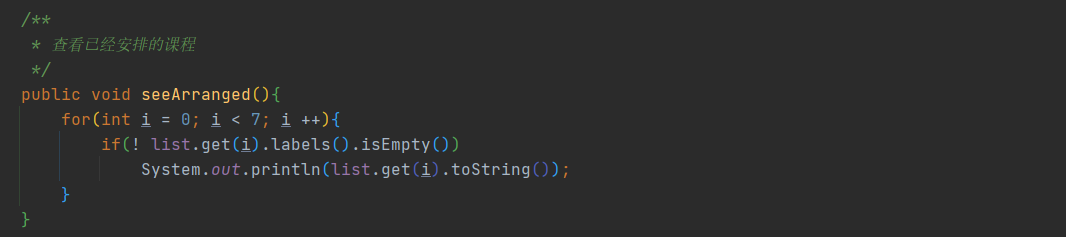 /**
 * 查看已经安排的课程
 */
public void seeArranged(){
    for(int i = 0; i < 7; i ++){
        if(! list.get(i).labels().isEmpty())
            System.out.println(list.get(i).toString());
    }
}